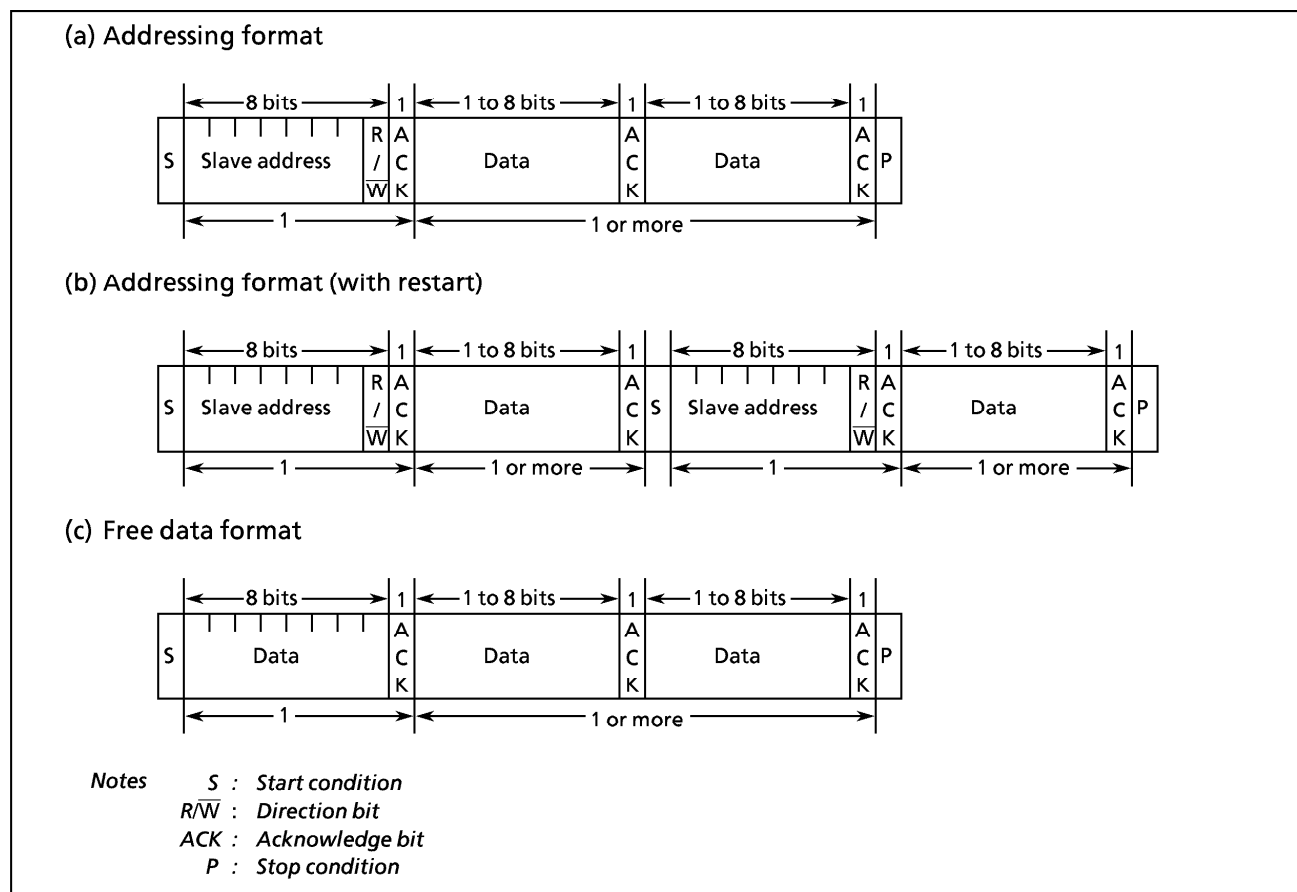 (a) Addressing format
8 bits 1 1 to 8 bits 1 1 to 8 bits 1
S Slave address R/W̅ ACK Data ACK Data ACK P
1 1 or more
(b) Addressing format (with restart)
8 bits 1 1 to 8 bits 1 8 bits 1 1 to 8 bits 1
S Slave address R/W̅ ACK Data ACK S Slave address R/W̅ ACK Data ACK P
1 1 or more 1 1 or more
(c) Free data format
8 bits 1 1 to 8 bits 1 1 to 8 bits 1
S Data ACK Data ACK Data ACK P
1 1 or more
Notes S : Start condition
R/W̅ : Direction bit
ACK : Acknowledge bit
P : Stop condition